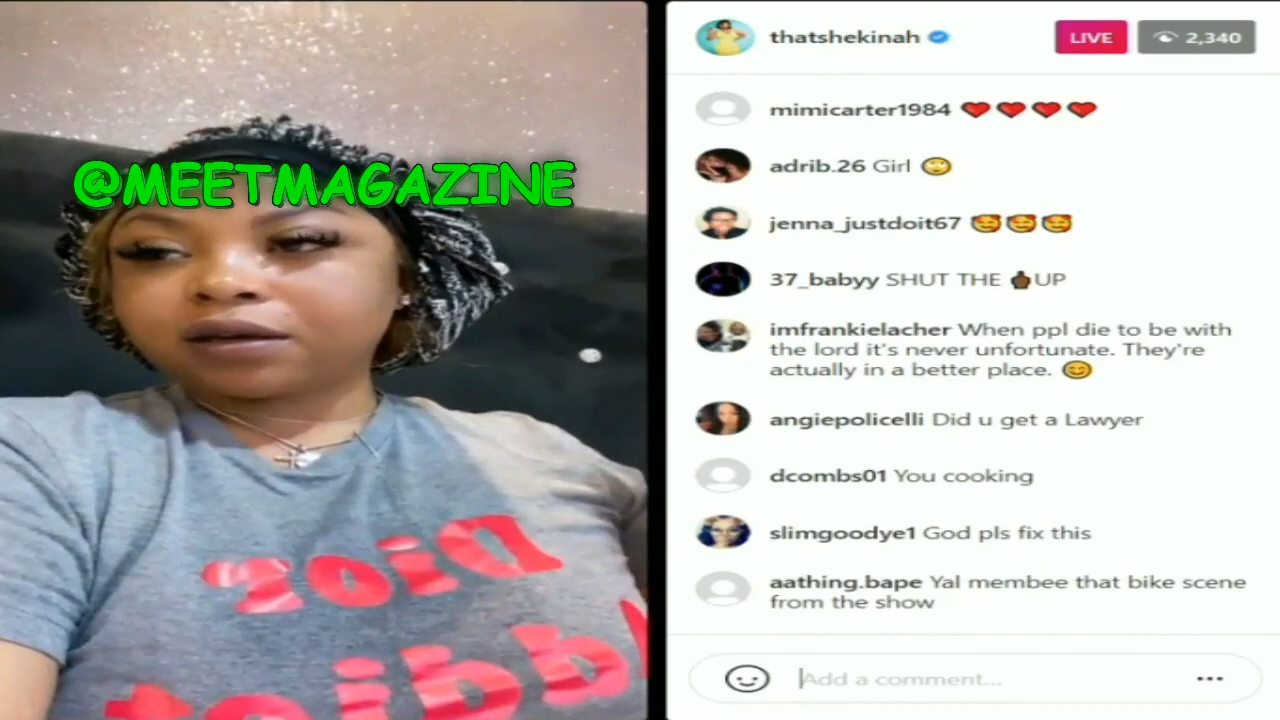 @MEETMAGAZINE
thatshekinah
LIVE
2,340
mimicarter1984 ❤️ ❤️ ❤️ ❤️
adrib.26 Girl 🙄
jenna_justdoit67 🥰 🥰 🥰
37_babyy SHUT THE 🖕🏾UP
imfrankielacher When ppl die to be with
the lord it's never unfortunate. They're
actually in a better place. 😊
angiepolicelli Did u get a Lawyer
dcombs01 You cooking
slimgoodye1 God pls fix this
aathing.bape Yal membee that bike scene
from the show
Add a comment...